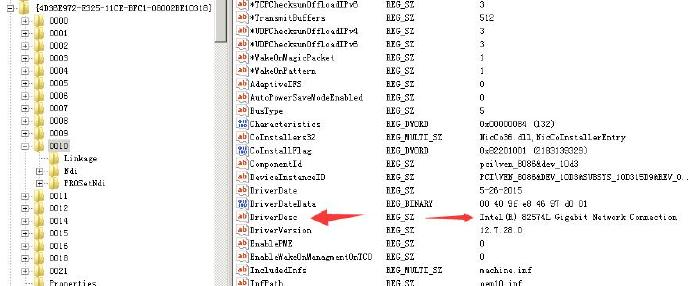 [4D36E972-E325-11CE-BFC1-08002BE10318]
0000
0003
0004
0005
0006
0007
0008
0009
0010
Linkage
Ndi
PROSetNdi
0011
0012
0014
0016
0018
0021
Properties
*TCPChecksumOffloadIPv6 REG_SZ 3
*TransmitBuffers REG_SZ 512
*UDPChecksumOffloadIPv4 REG_SZ 3
*UDPChecksumOffloadIPv6 REG_SZ 3
*WakeOnMagicPacket REG_SZ 1
*WakeOnPattern REG_SZ 1
AdaptiveIFS REG_SZ 0
AutoPowerSaveModeEnabled REG_SZ 0
BusType REG_SZ 5
Characteristics REG_DWORD 0x00000084 (132)
CoInstallers32 REG_MULTI_SZ NicCo36.dll,NicCoInstallerEntry
CoInstallFlag REG_DWORD 0x82201001 (2183139329)
ComponentId REG_SZ pci\ven_8086&dev_10d3
DeviceInstanceID REG_SZ PCI\VEN_8086&DEV_10D3&SUBSYS_10D315D9&REV_0...
DriverDate REG_SZ 5-26-2015
DriverDateData REG_BINARY 00 40 9f e8 46 97 d0 01
DriverDesc REG_SZ Intel(R) 82574L Gigabit Network Connection
DriverVersion REG_SZ 12.7.28.0
EnablePME REG_SZ 0
EnableWakeOnManagmentOnTCO REG_SZ 0
IncludedInfs REG_MULTI_SZ machine.inf
InfPath REG_SZ oem10.inf